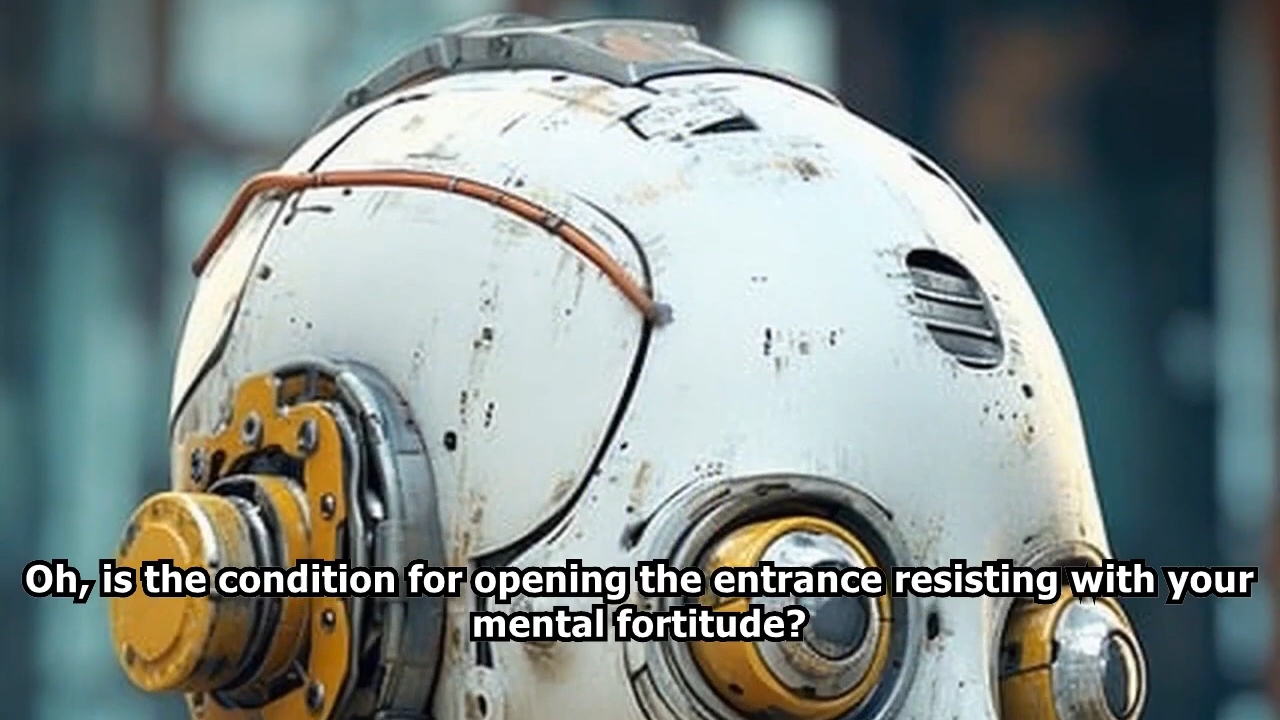 Oh, is the condition for opening the entrance resisting with your
mental fortitude?